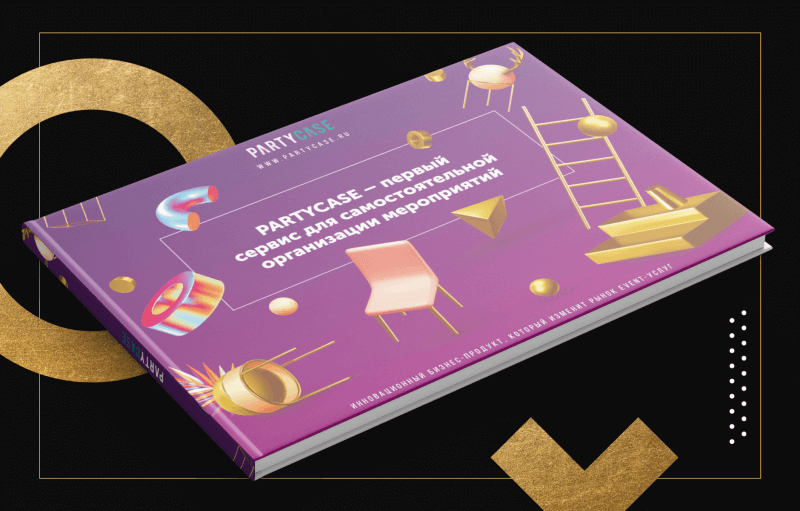 PARTYCASE
WWW.PARTYCASE.RU
PARTYCASE – первый
сервис для самостоятельной
организации мероприятий
ИННОВАЦИОННЫЙ БИЗНЕС-ПРОДУКТ, КОТОРЫЙ ИЗМЕНИТ РЫНОК EVENT-УСЛУГ
PARTYCASE